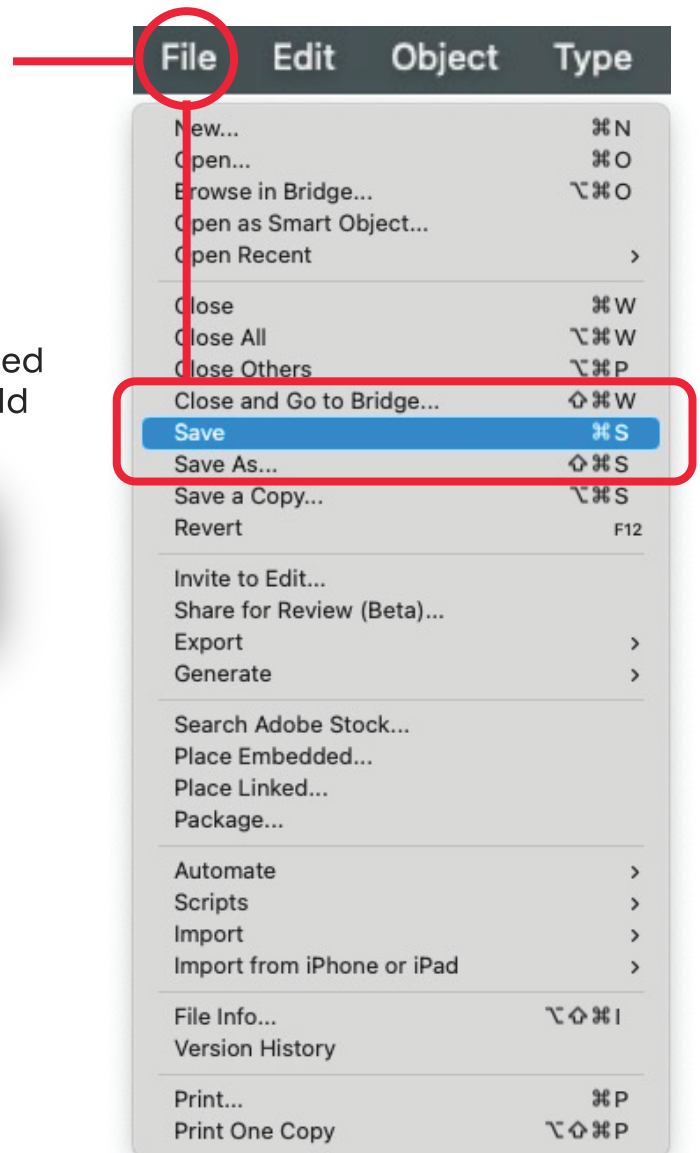 File Edit Object Type
New... ⌘N
Open... ⌘O
Browse in Bridge... ⌥⌘O
Open as Smart Object...
Open Recent >
Close ⌘W
Close All ⌥⌘W
Close Others ⌥⌘P
Close and Go to Bridge... ⇧⌘W
Save ⌘S
Save As... ⇧⌘S
Save a Copy... ⌥⌘S
Revert F12
Invite to Edit...
Share for Review (Beta)...
Export >
Generate >
Search Adobe Stock...
Place Embedded...
Place Linked...
Package...
Automate >
Scripts >
Import >
Import from iPhone or iPad >
File Info... ⌥⇧⌘I
Version History
Print... ⌘P
Print One Copy ⌥⇧⌘P